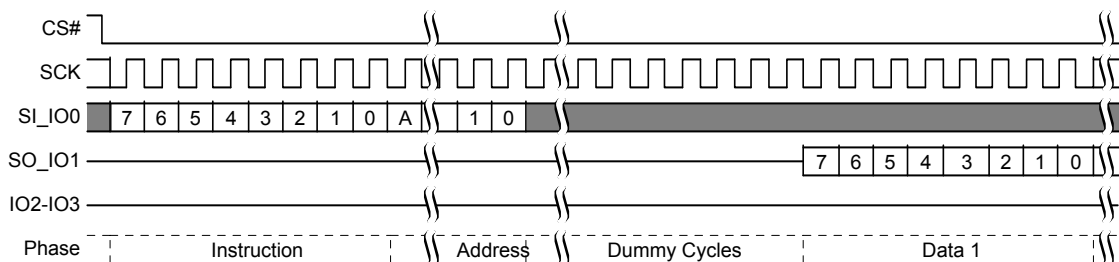 CS#
SCK
SI_IO0 7 6 5 4 3 2 1 0 A 1 0
SO_IO1 7 6 5 4 3 2 1 0
IO2-IO3
Phase Instruction Address Dummy Cycles Data 1